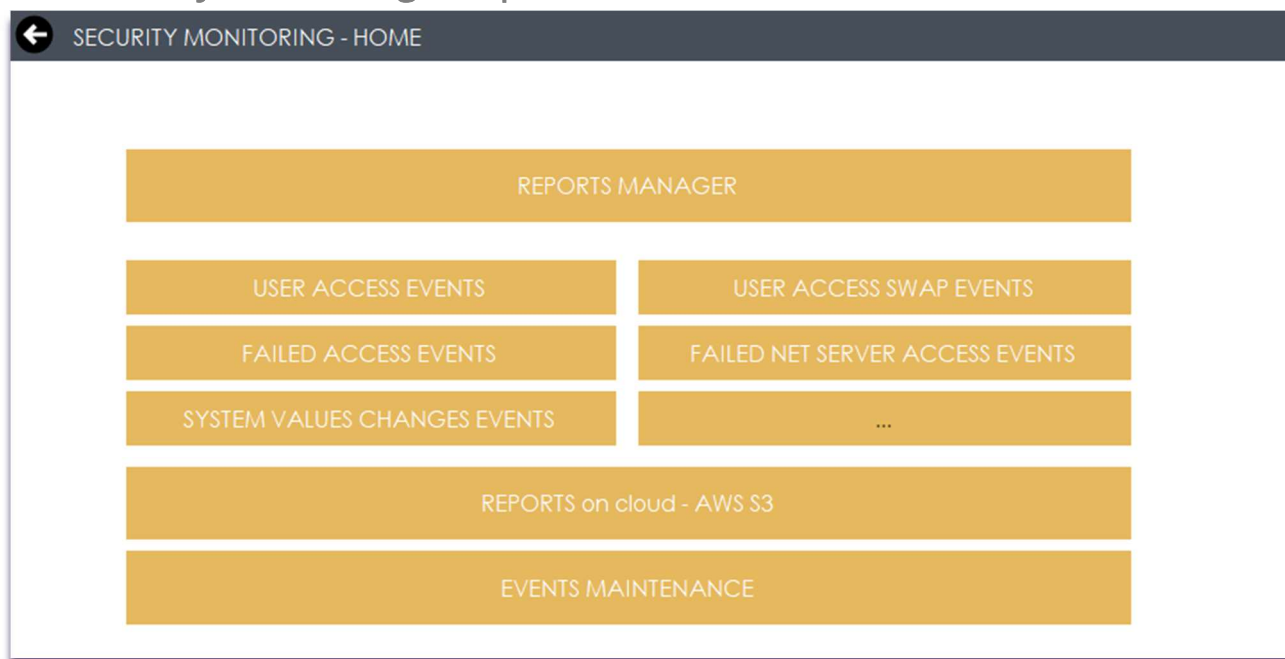 SECURITY MONITORING - HOME
REPORTS MANAGER
USER ACCESS EVENTS
USER ACCESS SWAP EVENTS
FAILED ACCESS EVENTS
FAILED NET SERVER ACCESS EVENTS
SYSTEM VALUES CHANGES EVENTS
...
REPORTS on cloud - AWS S3
EVENTS MAINTENANCE